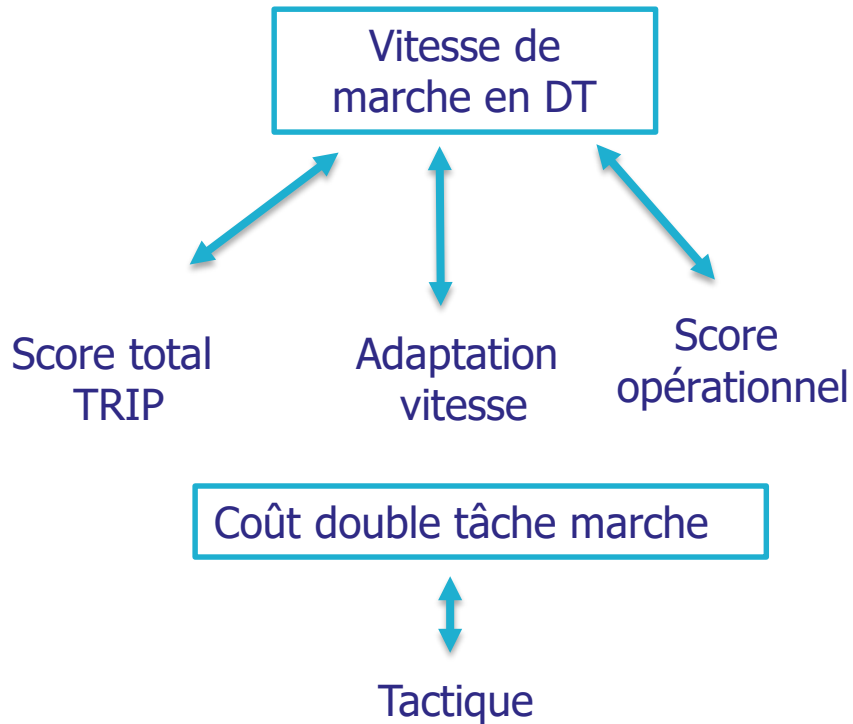 Vitesse de
marche en DT
Score total
TRIP
Adaptation
vitesse
Score
opérationnel
Coût double tâche marche
Tactique